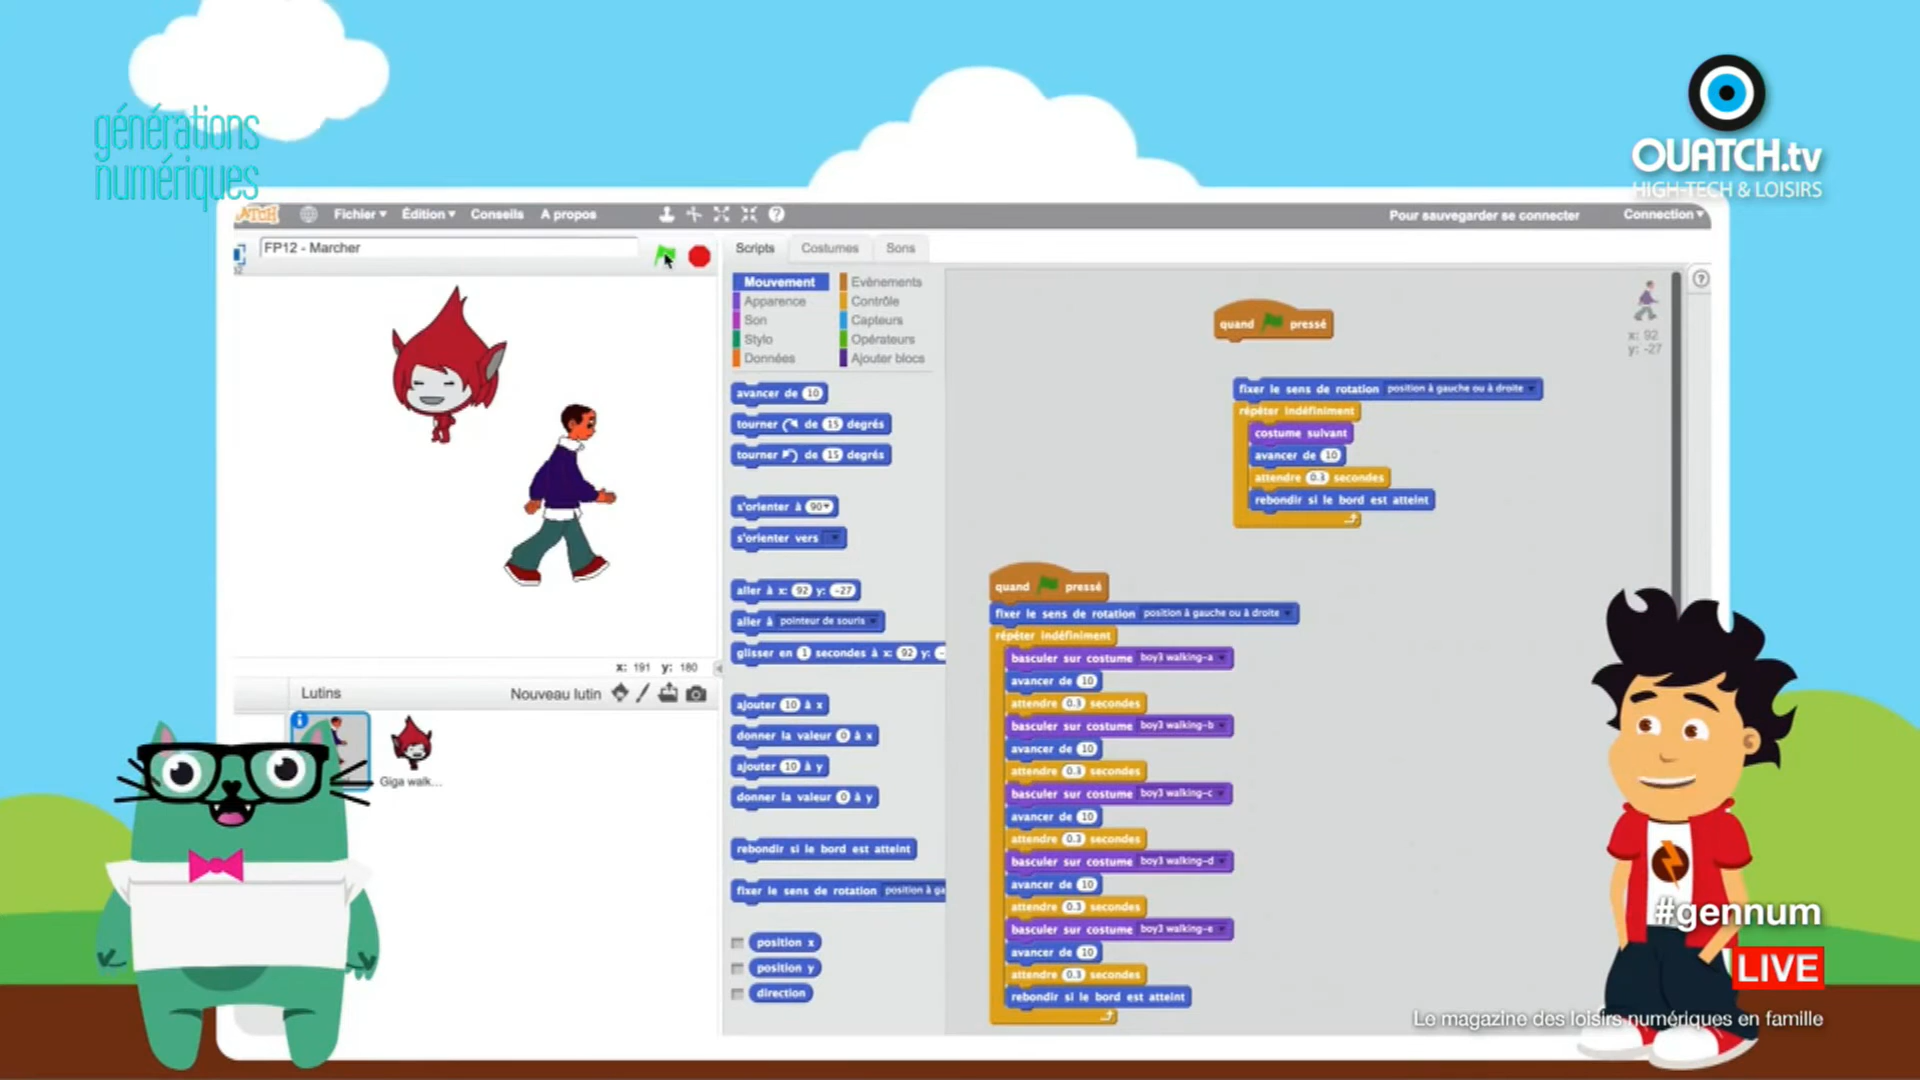 générations
numériques
OUATCH.tv
HIGH-TECH & LOISIRS
Fichier Édition Conseils A propos
Pour sauvegarder se connecter Connection
FP12 - Marcher
Scripts Costumes Sons
Mouvement Evènements
Apparence Contrôle
Son Capteurs
Stylo Opérateurs
Données Ajouter blocs
avancer de 10
tourner de 15 degrés
tourner de 15 degrés
s'orienter à 90
s'orienter vers
aller à x: 92 y: -27
aller à pointeur de souris
glisser en 1 secondes à x: 92 y:
ajouter 10 à x
donner la valeur 0 à x
ajouter 10 à y
donner la valeur 0 à y
rebondir si le bord est atteint
fixer le sens de rotation position à ga
position x
position y
direction
x: 92
y: -27
quand pressé
fixer le sens de rotation position à gauche ou à droite
répéter indéfiniment
costume suivant
avancer de 10
attendre 0.3 secondes
rebondir si le bord est atteint
quand pressé
fixer le sens de rotation position à gauche ou à droite
répéter indéfiniment
basculer sur costume boy3 walking-a
avancer de 10
attendre 0.3 secondes
basculer sur costume boy3 walking-b
avancer de 10
attendre 0.3 secondes
basculer sur costume boy3 walking-c
avancer de 10
attendre 0.3 secondes
basculer sur costume boy3 walking-d
avancer de 10
attendre 0.3 secondes
basculer sur costume boy3 walking-e
avancer de 10
attendre 0.3 secondes
rebondir si le bord est atteint
x: 191 y: 180
Lutins Nouveau lutin
Giga walk...
#gennum
LIVE
Le magazine des loisirs numériques en famille